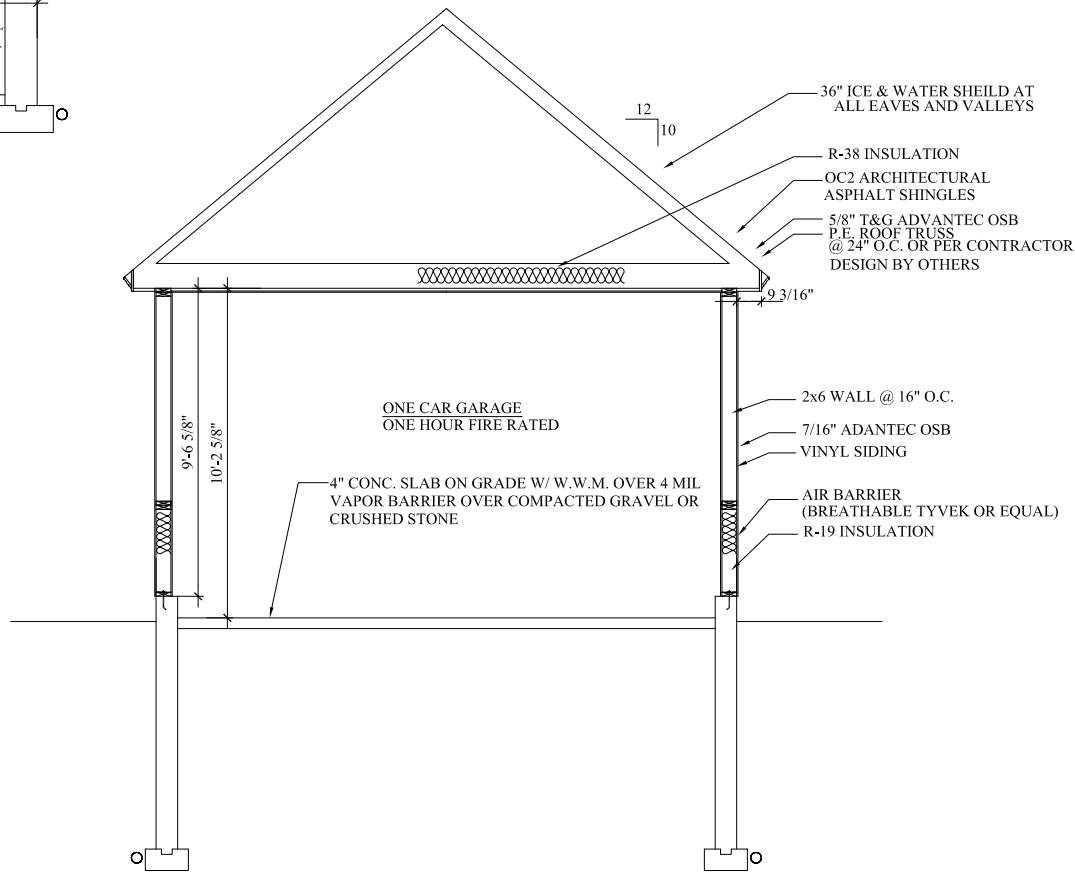 36" ICE & WATER SHEILD AT
ALL EAVES AND VALLEYS
12
10
R-38 INSULATION
OC2 ARCHITECTURAL
ASPHALT SHINGLES
5/8" T&G ADVANTEC OSB
P.E. ROOF TRUSS
@ 24" O.C. OR PER CONTRACTOR
DESIGN BY OTHERS
9 3/16"
2x6 WALL @ 16" O.C.
ONE CAR GARAGE
ONE HOUR FIRE RATED
7/16" ADANTEC OSB
VINYL SIDING
9'-6 5/8"
10'-2 5/8"
4" CONC. SLAB ON GRADE W/ W.W.M. OVER 4 MIL
VAPOR BARRIER OVER COMPACTED GRAVEL OR
CRUSHED STONE
AIR BARRIER
(BREATHABLE TYVEK OR EQUAL)
R-19 INSULATION